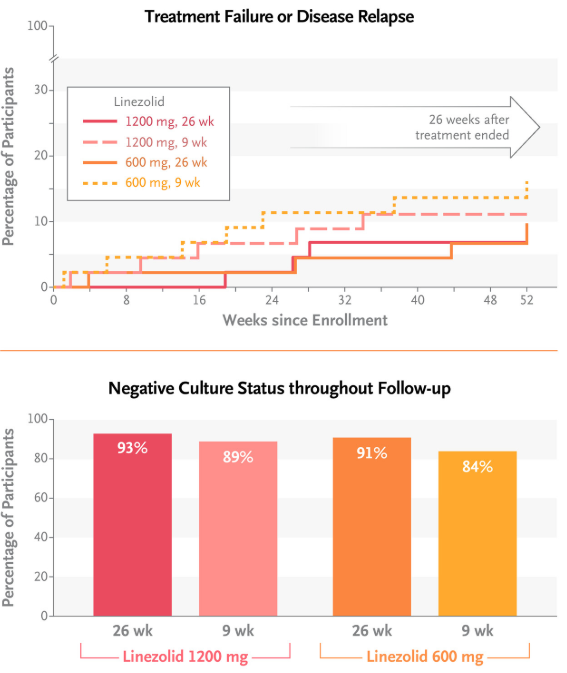 Treatment Failure or Disease Relapse
Percentage of Participants
100
30
20
10
0
Linezolid
1200 mg, 26 wk
1200 mg, 9 wk
600 mg, 26 wk
600 mg, 9 wk
26 weeks after
treatment ended
0 8 16 24 32 40 48 52
Weeks since Enrollment
Negative Culture Status throughout Follow-up
Percentage of Participants
100
80
60
40
20
0
93% 89% 91% 84%
26 wk 9 wk 26 wk 9 wk
Linezolid 1200 mg Linezolid 600 mg